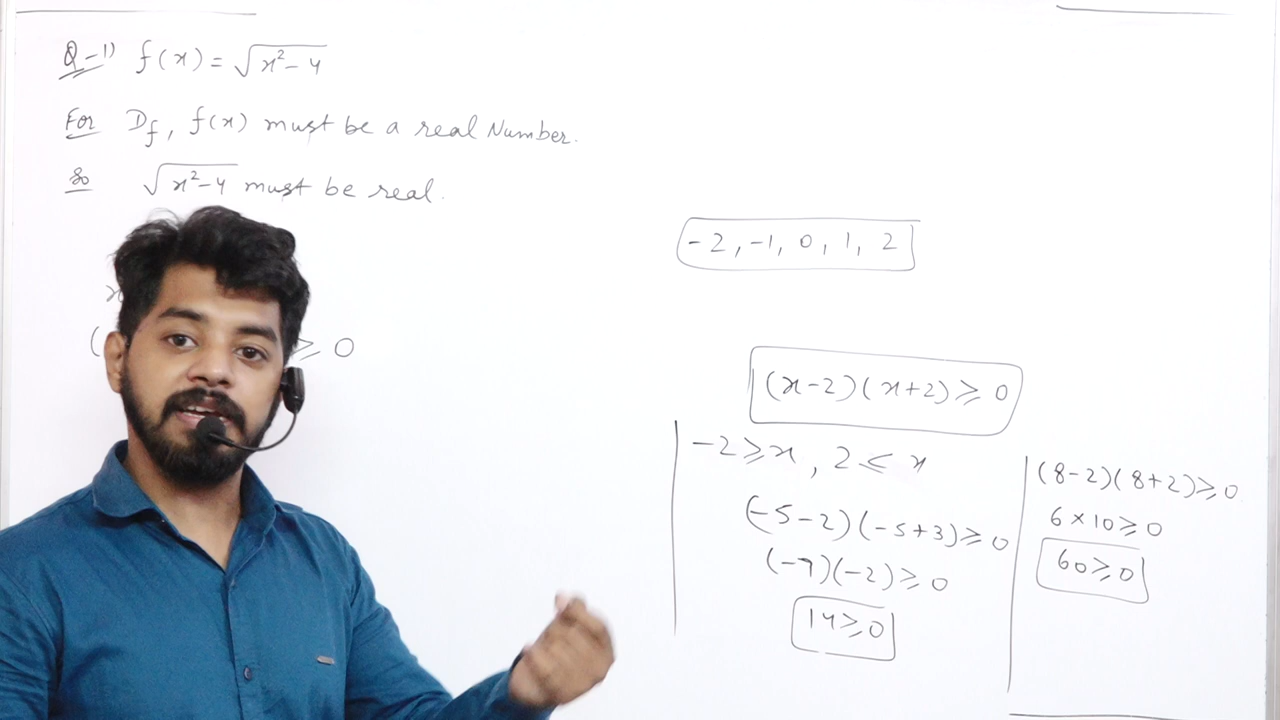 Q-1) f(x) = √x²-4
For Df, f(x) must be a real Number.
So √x²-4 must be real.
x
( ≥ 0
-2, -1, 0, 1, 2
(x-2)(x+2) ≥ 0
-2 ≥ x, 2 ≤ x
(-5-2)(-5+3) ≥ 0
(-7)(-2) ≥ 0
14 ≥ 0
(8-2)(8+2) ≥ 0
6×10 ≥ 0
60 ≥ 0